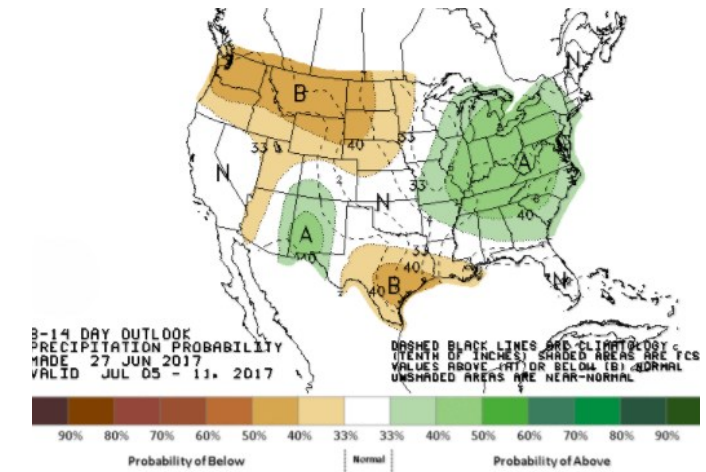 N
B
33
40
33
A
N
33
N
40
A
40
33
40
40
B
N
8-14 DAY OUTLOOK
PRECIPITATION PROBABILITY
MADE 27 JUN 2017
VALID JUL 05 - 11, 2017
DASHED BLACK LINES ARE CLIMATOLOGY
(TENTH OF INCHES) SHADED AREAS ARE FCST
VALUES ABOVE (A) OR BELOW (B) NORMAL
UNSHADED AREAS ARE NEAR-NORMAL
90% 80% 70% 60% 50% 40% 33% 33% 40% 50% 60% 70% 80% 90%
Probability of Below Normal Probability of Above